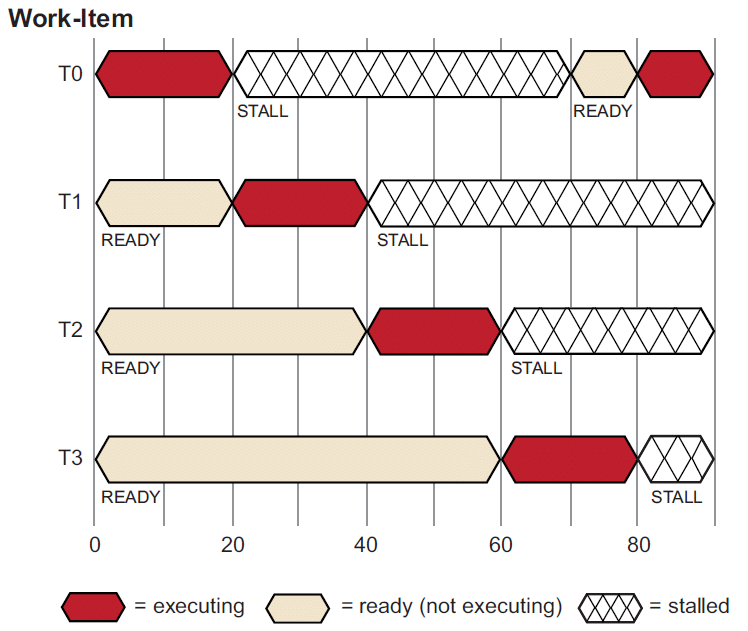 Work-Item
T0
STALL
READY
T1
READY
STALL
T2
READY
STALL
T3
READY
STALL
0 20 40 60 80
= executing = ready (not executing) = stalled